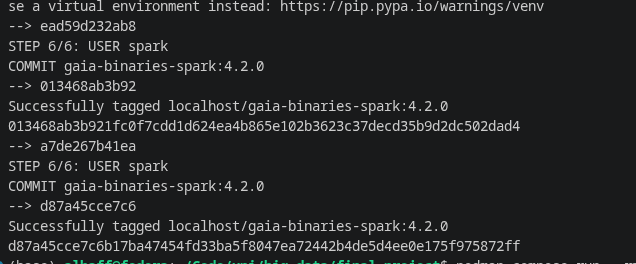 se a virtual environment instead: https://pip.pypa.io/warnings/venv
--> ead59d232ab8
STEP 6/6: USER spark
COMMIT gaia-binaries-spark:4.2.0
--> 013468ab3b92
Successfully tagged localhost/gaia-binaries-spark:4.2.0
013468ab3b921fc0f7cdd1d624ea4b865e102b3623c37decd35b9d2dc502dad4
--> a7de267b41ea
STEP 6/6: USER spark
COMMIT gaia-binaries-spark:4.2.0
--> d87a45cce7c6
Successfully tagged localhost/gaia-binaries-spark:4.2.0
d87a45cce7c6b17ba47454fd33ba5f8047ea72442b4de5d4ee0e175f975872ff